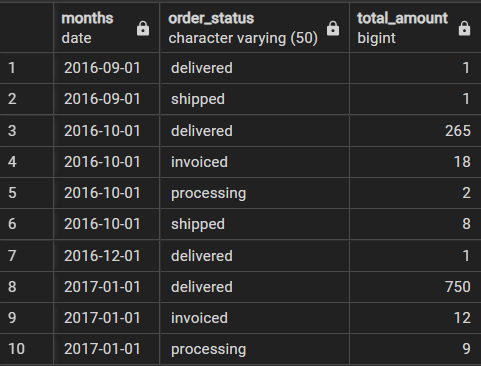 months order_status total_amount
date character varying (50) bigint
1 2016-09-01 delivered 1
2 2016-09-01 shipped 1
3 2016-10-01 delivered 265
4 2016-10-01 invoiced 18
5 2016-10-01 processing 2
6 2016-10-01 shipped 8
7 2016-12-01 delivered 1
8 2017-01-01 delivered 750
9 2017-01-01 invoiced 12
10 2017-01-01 processing 9